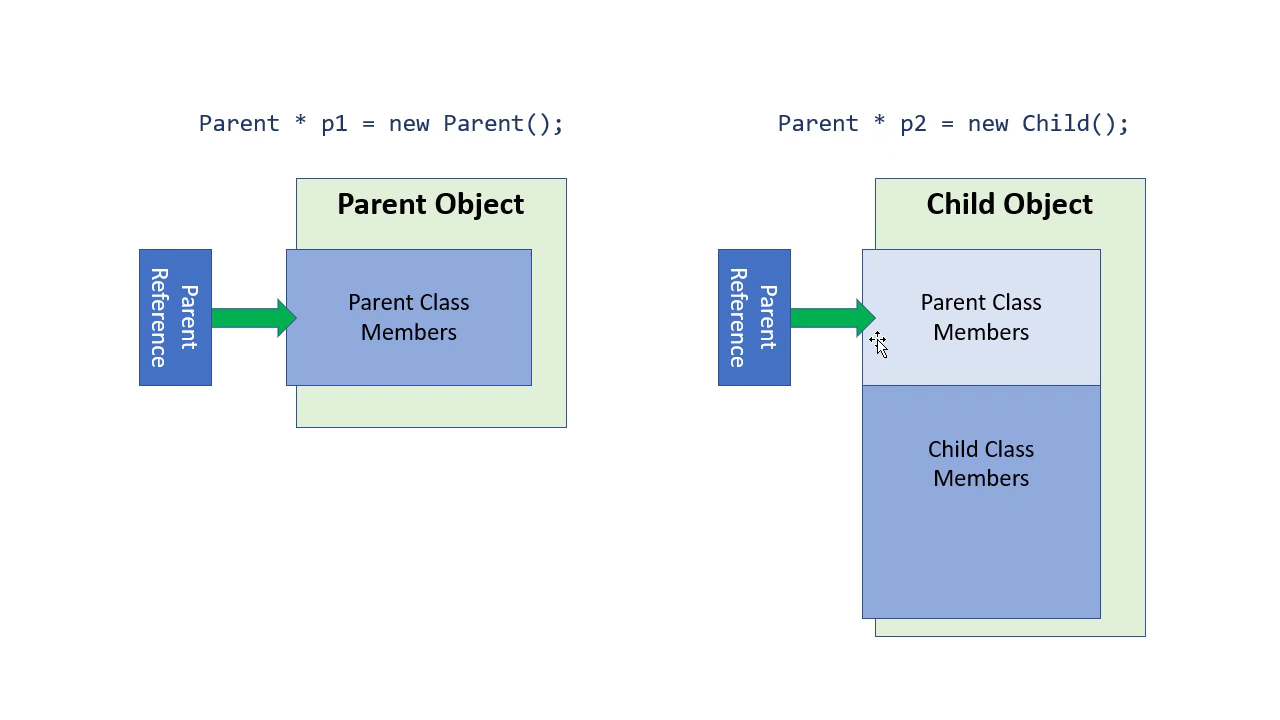 Parent * p1 = new Parent();
Parent Object
Parent
Reference
Parent Class
Members
Parent * p2 = new Child();
Child Object
Parent
Reference
Parent Class
Members
Child Class
Members